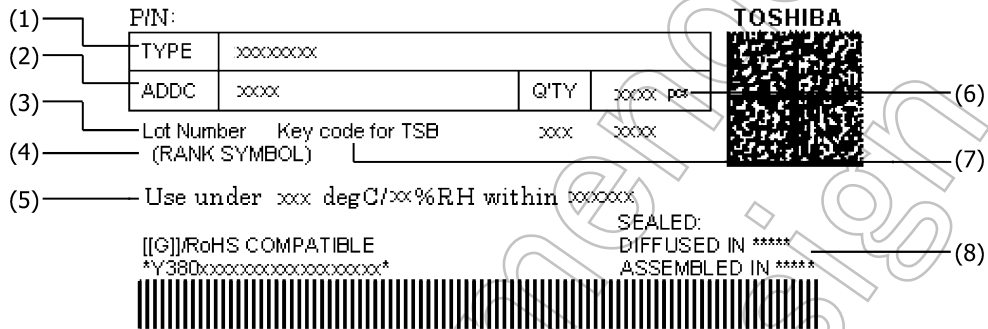 (1) P/N: TOSHIBA
TYPE xxxxxxxx
(2)
ADDC xxxx Q'TY xxxx pcs (6)
(3)
Lot Number Key code for TSB xxx xxxx
(4) (RANK SYMBOL) (7)
(5) Use under xxx degC/xx%RH within xxxxxx
SEALED:
[[G]]/RoHS COMPATIBLE DIFFUSED IN ***** (8)
*Y380xxxxxxxxxxxxxxxxxx* ASSEMBLED IN *****